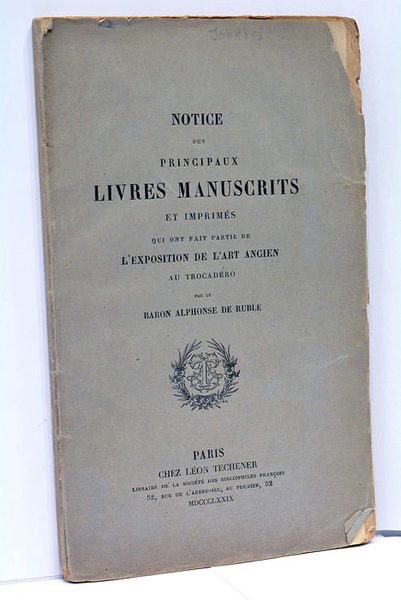 NOTICE
DES
PRINCIPAUX
LIVRES MANUSCRITS
ET IMPRIMÉS
QUI ONT FAIT PARTIE DE
L'EXPOSITION DE L'ART ANCIEN
AU TROCADÉRO
PAR LE
BARON ALPHONSE DE RUBLE
PARIS
CHEZ LÉON TECHENER
LIBRAIRE DE LA SOCIÉTÉ DES BIBLIOPHILES FRANÇOIS
52, RUE DE L'ARBRE-SEC, AU PREMIER, 52
MDCCCLXXIX